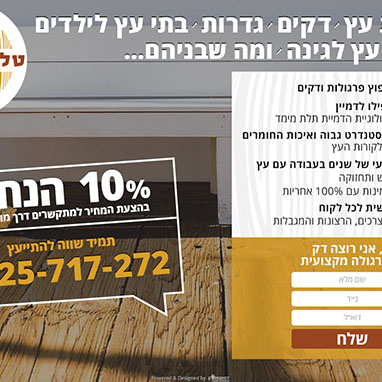 עץ, דקים, גדרות, בתי עץ לילדים
עץ לגינה, ומה שבניהם...
פוץ פרגולות ודקים
פילו לדמיין
ולוגיית הדמיית תלת מימד
סטנדרט גבוה ואיכות החומרים
לקורות העץ
עי של שנים בעבודה עם עץ
ש ותחזוקה
מינות עם 100% אחריות
שית לכל לקוח
צרכים, הרצונות והמגבלות
10% הנח
בהצעת המחיר למתקשרים דרך
תמיד שווה להתייעץ
25-717-272
, אני רוצה דק
רגולה מקצועית
שם מלא
נייד
דוא״ל
שלח
Powered & Designed by